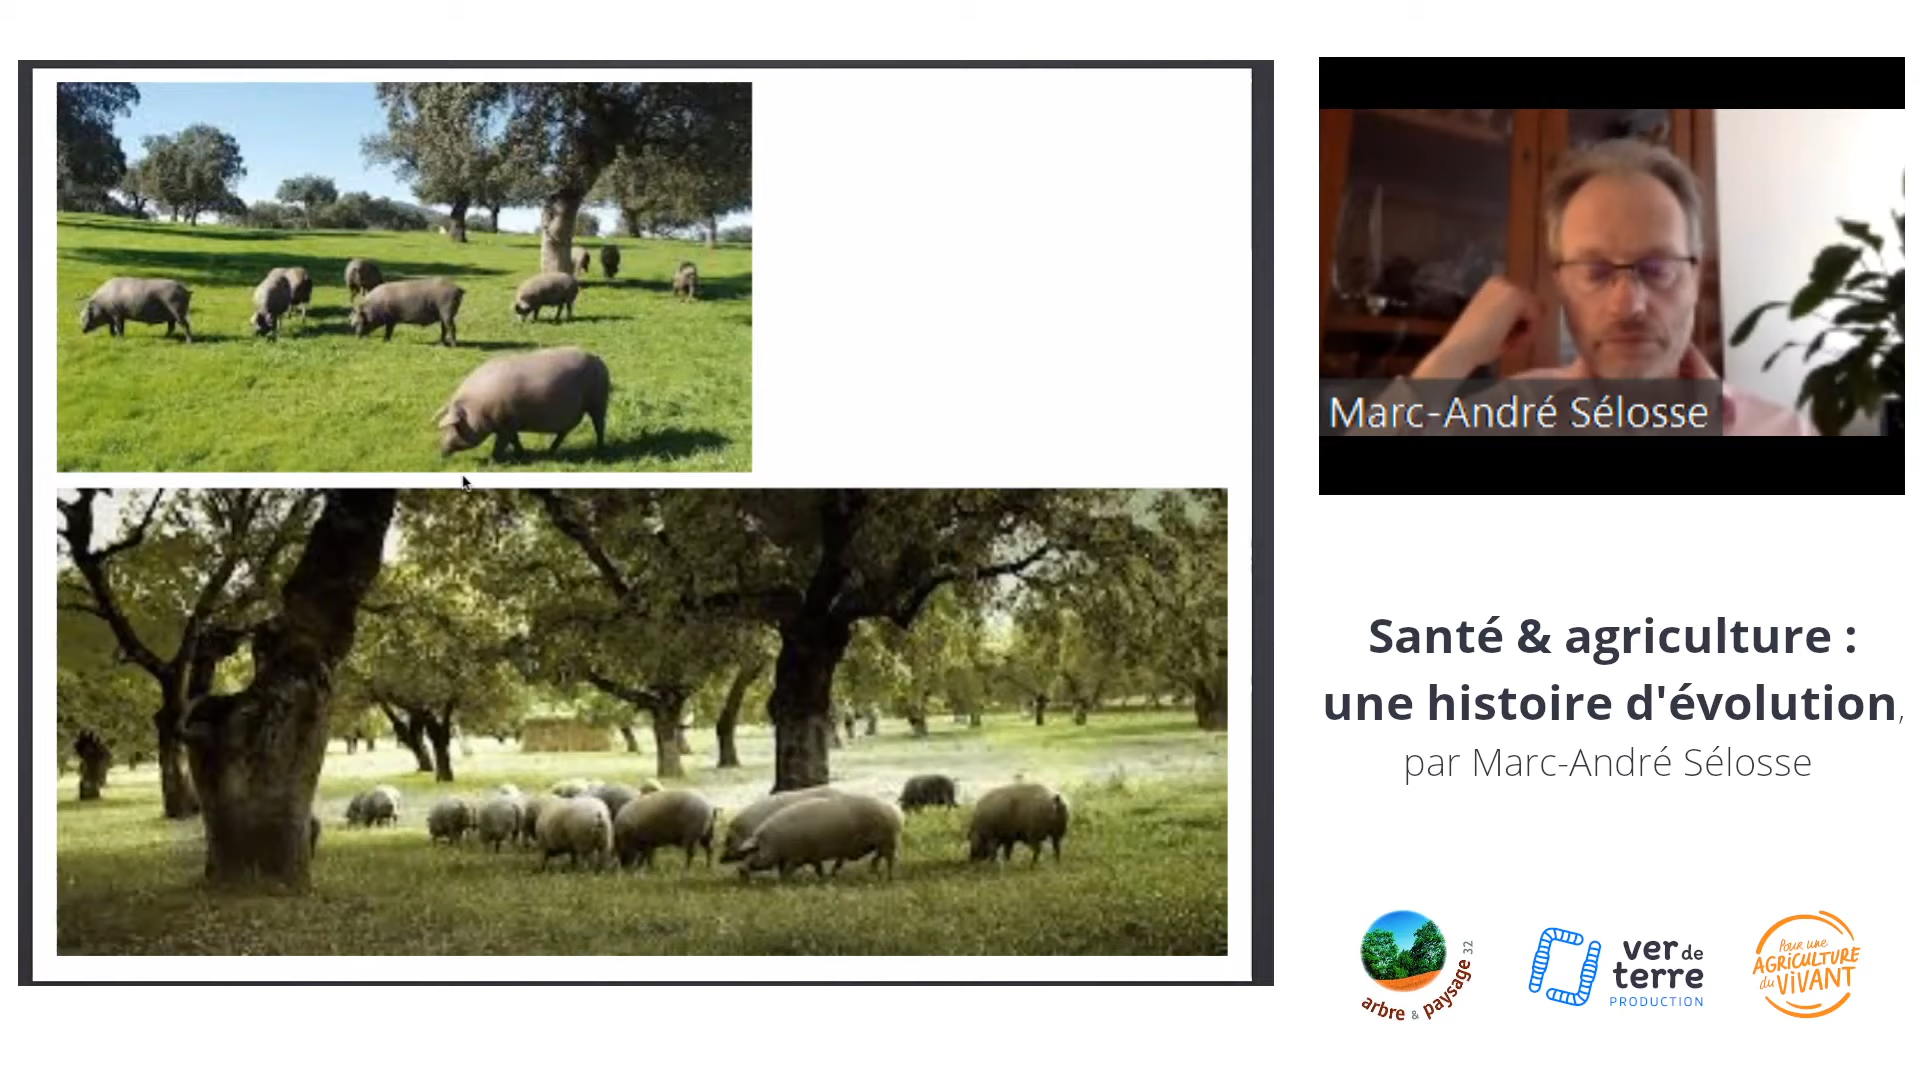 Marc-André Sélosse
Santé & agriculture :
une histoire d'évolution,
par Marc-André Sélosse
arbre & paysage 32
ver de
terre
PRODUCTION
Pour une
AGRICULTURE
du ViVANT